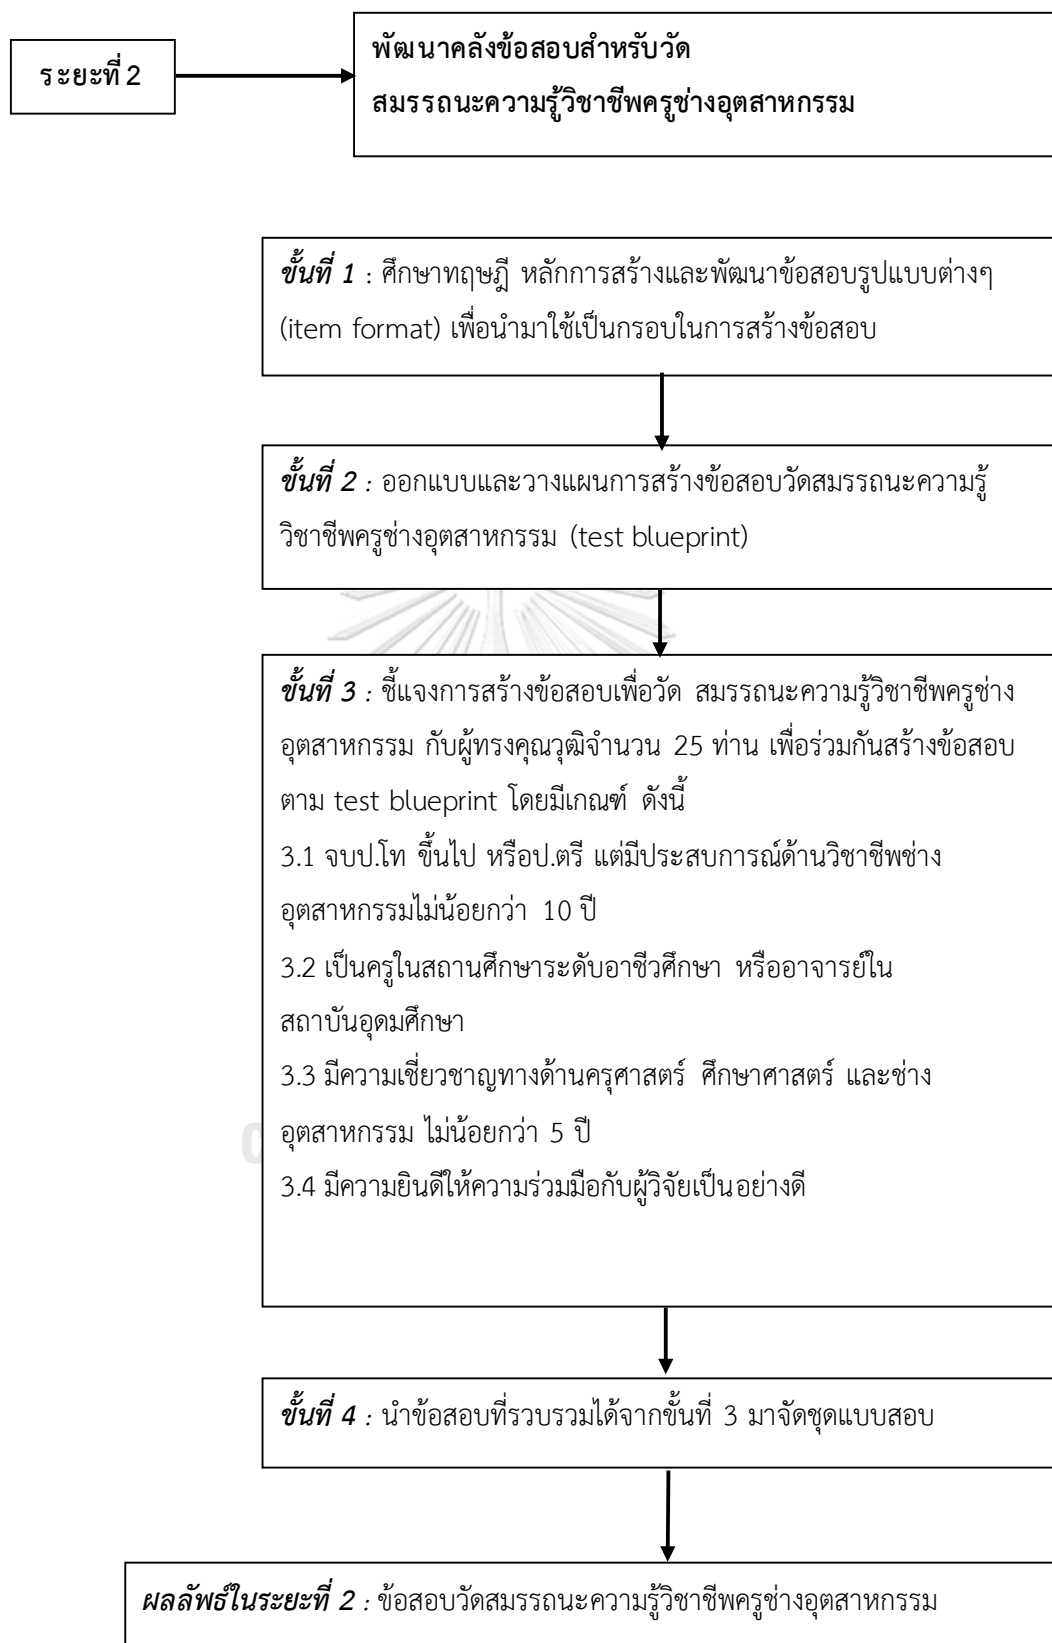 ระยะที่ 2
พัฒนาคลังข้อสอบสำหรับวัด
สมรรถนะความรู้วิชาชีพครูช่างอุตสาหกรรม
ขั้นที่ 1 : ศึกษาทฤษฎี หลักการสร้างและพัฒนาข้อสอบรูปแบบต่างๆ
(item format) เพื่อนำมาใช้เป็นกรอบในการสร้างข้อสอบ
ขั้นที่ 2 : ออกแบบและวางแผนการสร้างข้อสอบวัดสมรรถนะความรู้
วิชาชีพครูช่างอุตสาหกรรม (test blueprint)
ขั้นที่ 3 : ชี้แจงการสร้างข้อสอบเพื่อวัด สมรรถนะความรู้วิชาชีพครูช่าง
อุตสาหกรรม กับผู้ทรงคุณวุฒิจำนวน 25 ท่าน เพื่อร่วมกันสร้างข้อสอบ
ตาม test blueprint โดยมีเกณฑ์ ดังนี้
3.1 จบป.โท ขึ้นไป หรือป.ตรี แต่มีประสบการณ์ด้านวิชาชีพช่าง
อุตสาหกรรมไม่น้อยกว่า 10 ปี
3.2 เป็นครูในสถานศึกษาระดับอาชีวศึกษา หรืออาจารย์ใน
สถาบันอุดมศึกษา
3.3 มีความเชี่ยวชาญทางด้านครุศาสตร์ ศึกษาศาสตร์ และช่าง
อุตสาหกรรม ไม่น้อยกว่า 5 ปี
3.4 มีความยินดีให้ความร่วมมือกับผู้วิจัยเป็นอย่างดี
ขั้นที่ 4 : นำข้อสอบที่รวบรวมได้จากขั้นที่ 3 มาจัดชุดแบบสอบ
ผลลัพธ์ในระยะที่ 2 : ข้อสอบวัดสมรรถนะความรู้วิชาชีพครูช่างอุตสาหกรรม